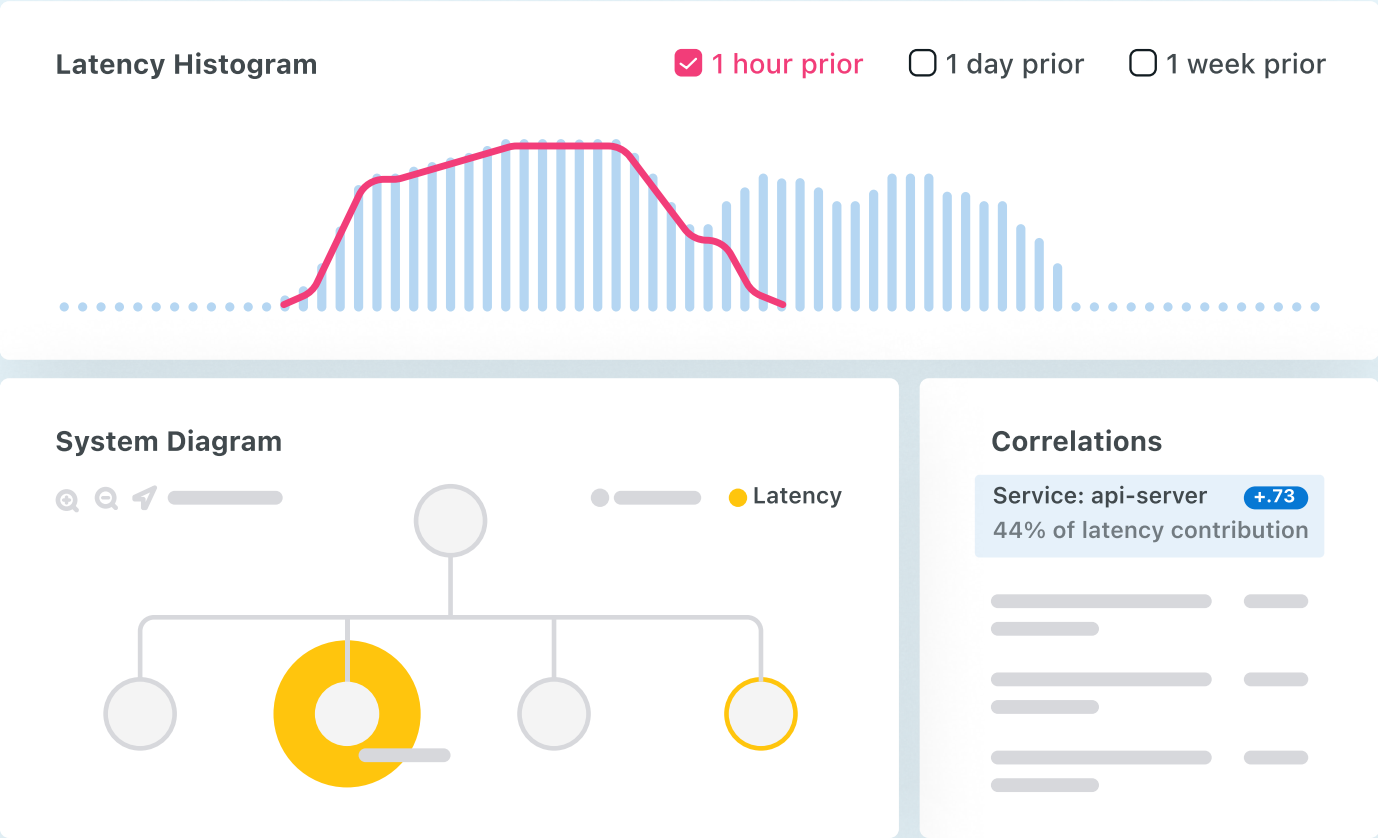 Latency Histogram
1 hour prior
1 day prior
1 week prior
System Diagram
Latency
Correlations
Service: api-server
+.73
44% of latency contribution